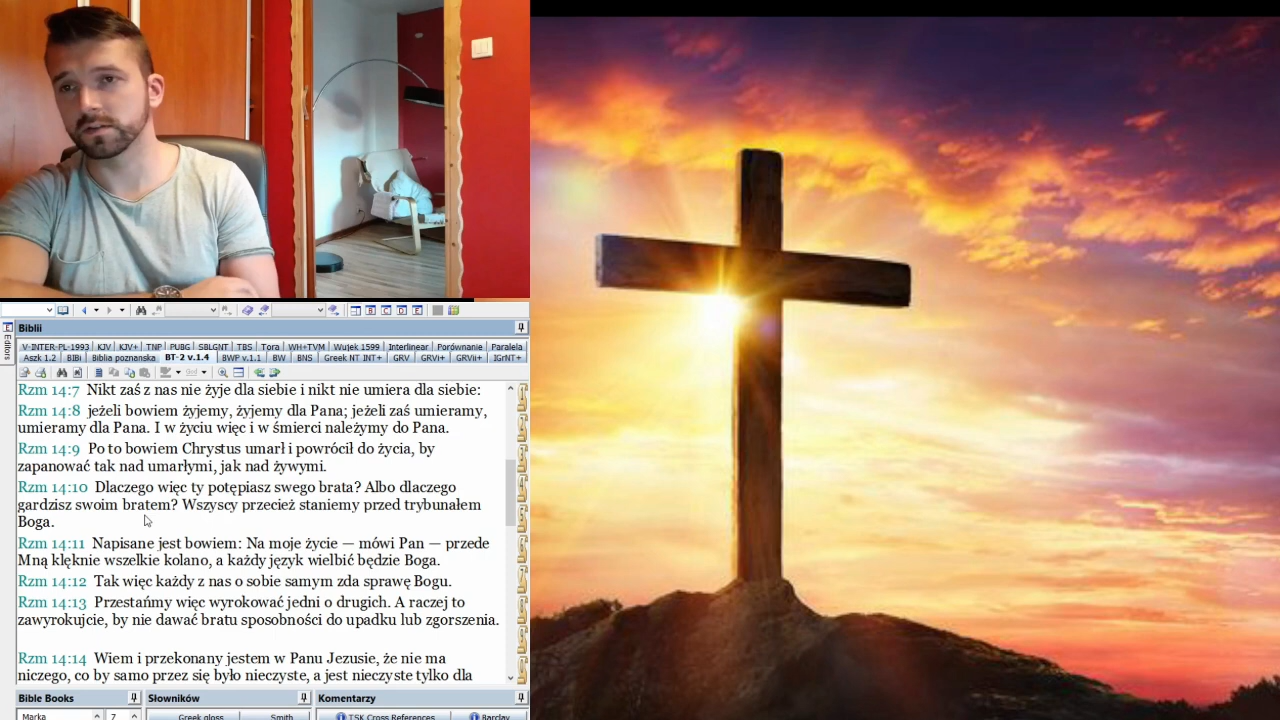 Editors
Biblii
V-INTER-PL-1993 KJV KJV+ TNP PUBG SBLGNT TBS Tora WH+TVM Wujek 1599 Interlinear Porównanie Paralela
Aszk 1.2 BIBi Biblia poznanska BT-2 v.1.4 BWP v.1.1 BW BNS Greek NT INT+ GRV GRVi+ GRVii+ IGrNT+
Rzm 14:7 Nikt zaś z nas nie żyje dla siebie i nikt nie umiera dla siebie:
Rzm 14:8 jeżeli bowiem żyjemy, żyjemy dla Pana; jeżeli zaś umieramy,
umieramy dla Pana. I w życiu więc i w śmierci należymy do Pana.
Rzm 14:9 Po to bowiem Chrystus umarł i powrócił do życia, by
zapanować tak nad umarłymi, jak nad żywymi.
Rzm 14:10 Dlaczego więc ty potępiasz swego brata? Albo dlaczego
gardzisz swoim bratem? Wszyscy przecież staniemy przed trybunałem
Boga.
Rzm 14:11 Napisane jest bowiem: Na moje życie — mówi Pan — przede
Mną klęknie wszelkie kolano, a każdy język wielbić będzie Boga.
Rzm 14:12 Tak więc każdy z nas o sobie samym zda sprawę Bogu.
Rzm 14:13 Przestańmy więc wyrokować jedni o drugich. A raczej to
zawyrokujcie, by nie dawać bratu sposobności do upadku lub zgorszenia.
Rzm 14:14 Wiem i przekonany jestem w Panu Jezusie, że nie ma
niczego, co by samo przez się było nieczyste, a jest nieczyste tylko dla
Bible Books Słowników Komentarzy
Marka 7 Greek gloss Smith TSK Cross References Barclay